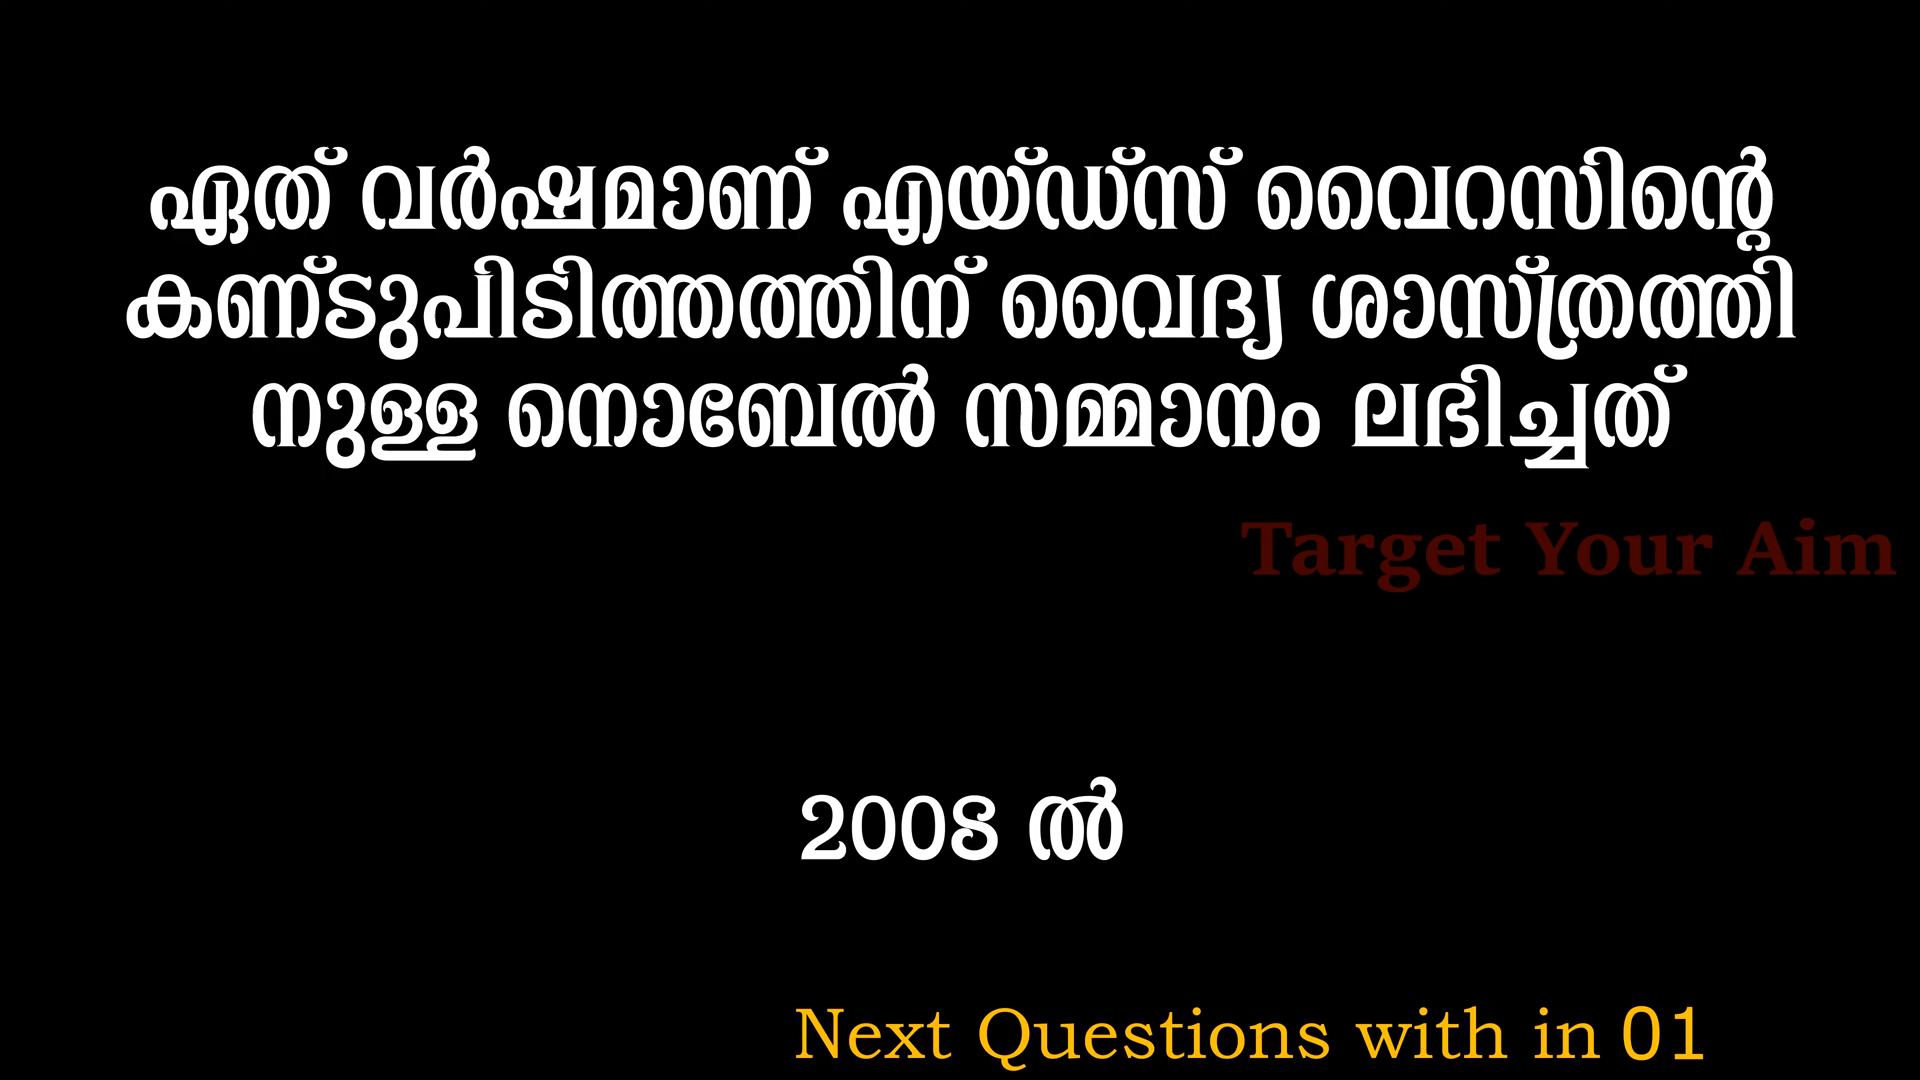 ഏത് വർഷമാണ് എയ്ഡ്സ് വൈറസിന്റെ
കണ്ടുപിടിത്തത്തിന് വൈദ്യ ശാസ്ത്രത്തി
നുള്ള നൊബേൽ സമ്മാനം ലഭിച്ചത്
Target Your Aim
2008 ൽ
Next Questions with in 01